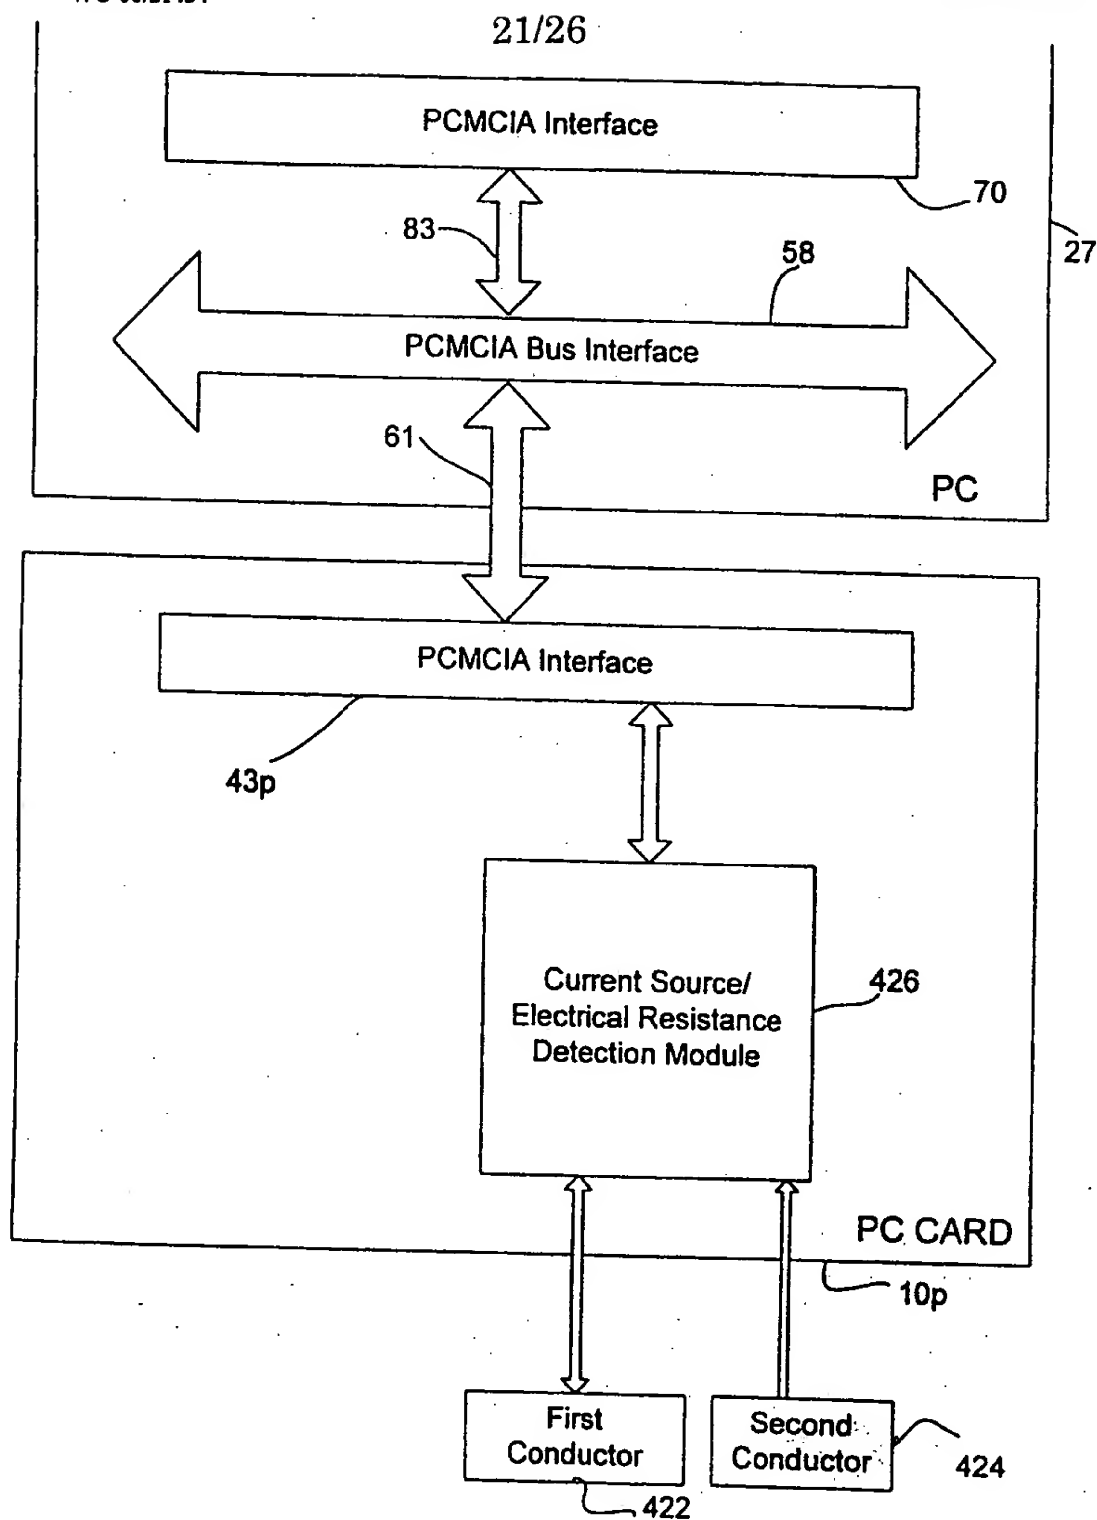 21/26
PCMCIA Interface
70
83
27
58
PCMCIA Bus Interface
61
PC
PCMCIA Interface
43p
Current Source/
Electrical Resistance
Detection Module
426
PC CARD
10p
First
Conductor
422
Second
Conductor
424